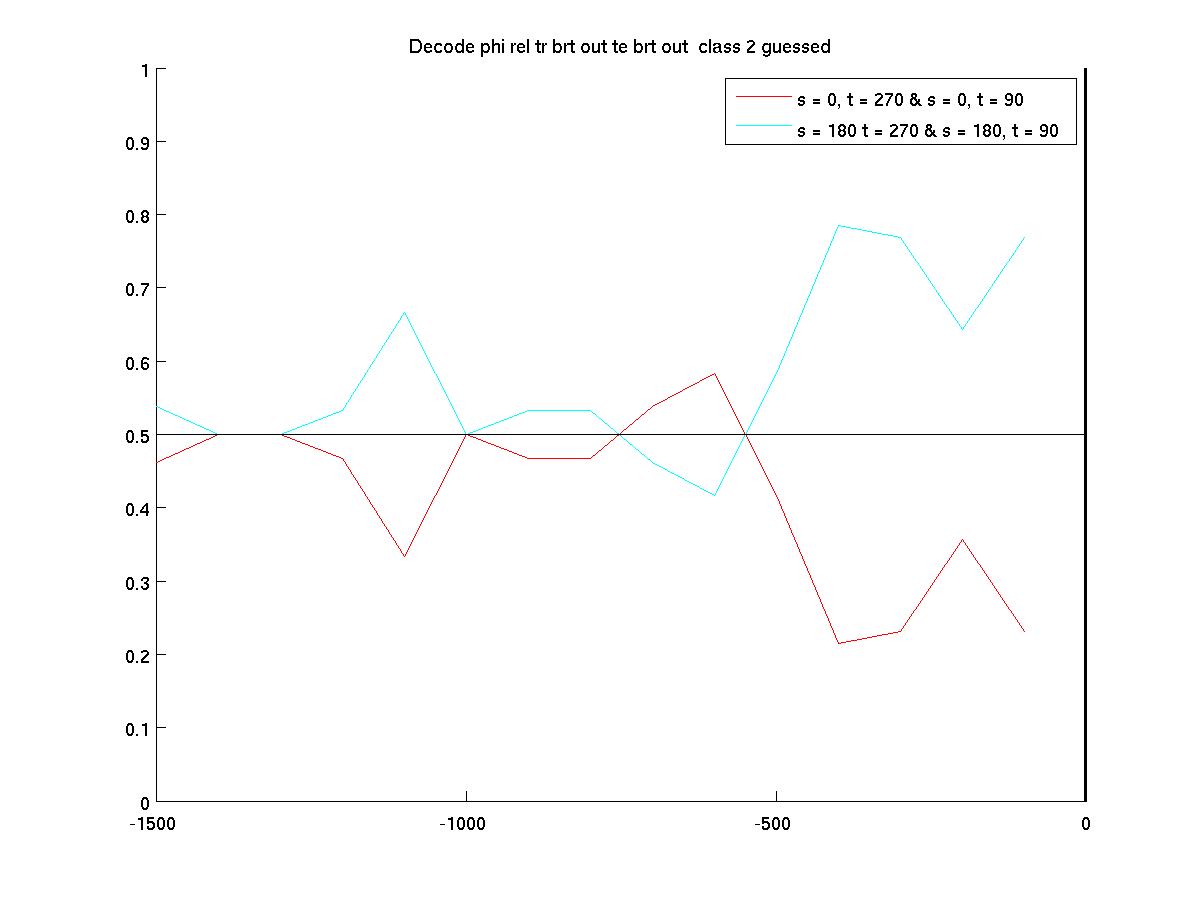 Decode phi rel tr brt out te brt out  class 2 guessed
s = 0, t = 270 & s = 0, t = 90
s = 180 t = 270 & s = 180, t = 90
1
0.9
0.8
0.7
0.6
0.5
0.4
0.3
0.2
0.1
0
-1500 -1000 -500 0